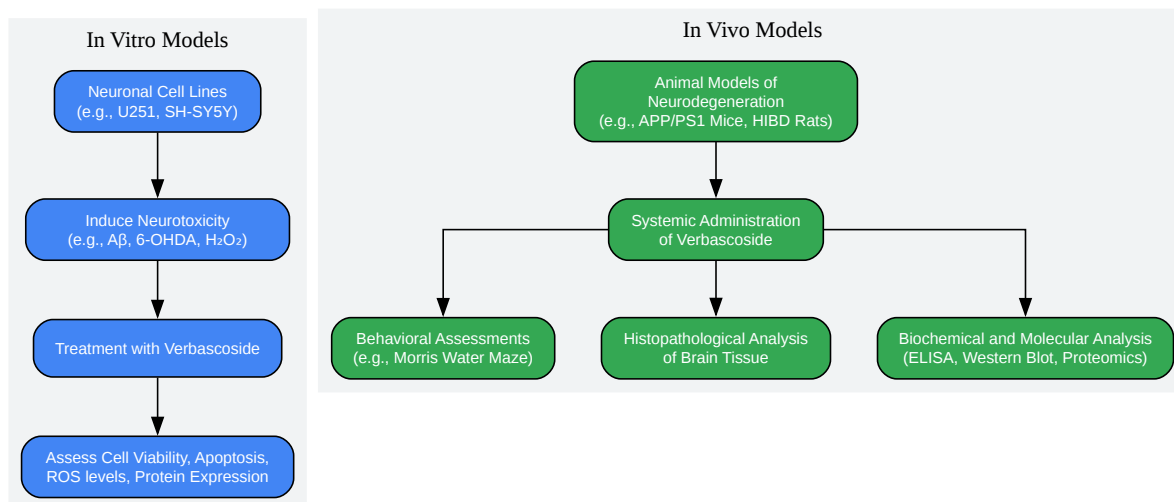 In Vitro Models
Neuronal Cell Lines
(e.g., U251, SH-SY5Y)
Induce Neurotoxicity
(e.g., Aβ, 6-OHDA, H₂O₂)
Treatment with Verbascoside
Assess Cell Viability, Apoptosis,
ROS levels, Protein Expression
In Vivo Models
Animal Models of
Neurodegeneration
(e.g., APP/PS1 Mice, HIBD Rats)
Systemic Administration
of Verbascoside
Behavioral Assessments
(e.g., Morris Water Maze)
Histopathological Analysis
of Brain Tissue
Biochemical and Molecular Analysis
(ELISA, Western Blot, Proteomics)